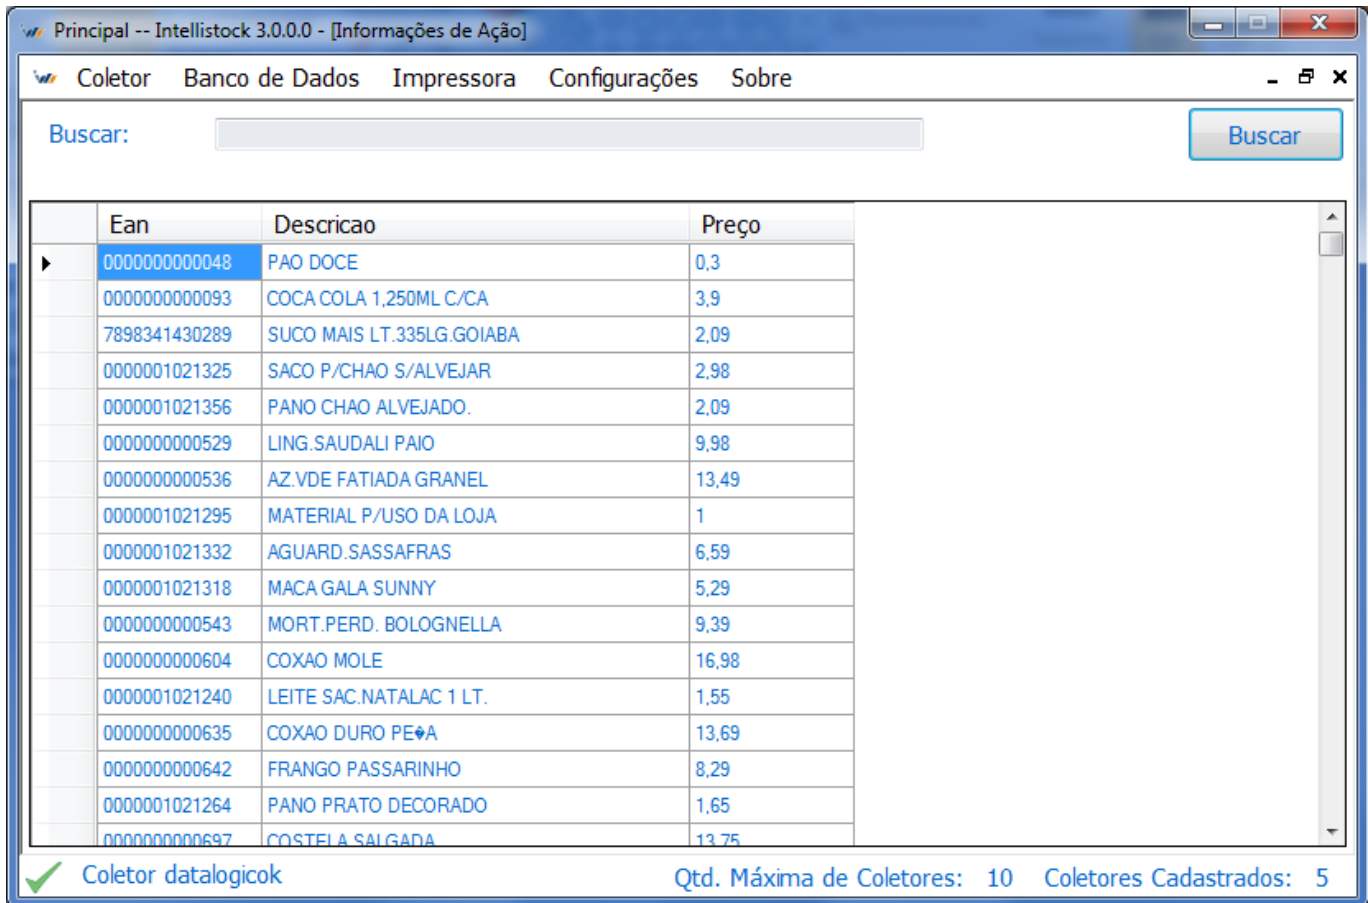 Principal -- Intellistock 3.0.0.0 - [Informações de Ação]
Coletor Banco de Dados Impressora Configurações Sobre
Buscar: Buscar
Ean Descricao Preço
0000000000048 PAO DOCE 0,3
0000000000093 COCA COLA 1,250ML C/CA 3,9
7898341430289 SUCO MAIS LT.335LG.GOIABA 2,09
0000001021325 SACO P/CHAO S/ALVEJAR 2,98
0000001021356 PANO CHAO ALVEJADO. 2,09
0000000000529 LING.SAUDALI PAIO 9,98
0000000000536 AZ.VDE FATIADA GRANEL 13,49
0000001021295 MATERIAL P/USO DA LOJA 1
0000001021332 AGUARD.SASSAFRAS 6,59
0000001021318 MACA GALA SUNNY 5,29
0000000000543 MORT.PERD. BOLOGNELLA 9,39
0000000000604 COXAO MOLE 16,98
0000001021240 LEITE SAC.NATALAC 1 LT. 1,55
0000000000635 COXAO DURO PE�A 13,69
0000000000642 FRANGO PASSARINHO 8,29
0000001021264 PANO PRATO DECORADO 1,65
0000000000697 COSTELA SALGADA 13,75
Coletor datalogicok Qtd. Máxima de Coletores: 10 Coletores Cadastrados: 5